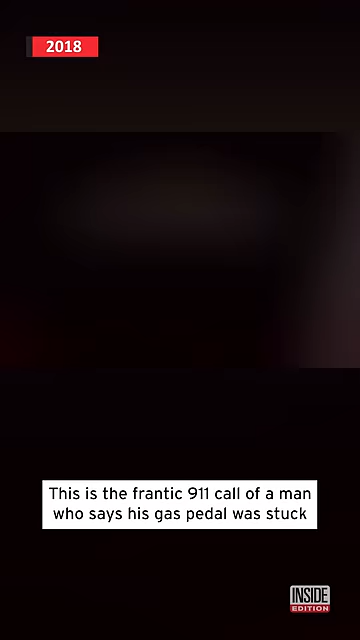 2018
This is the frantic 911 call of a man
who says his gas pedal was stuck
INSIDE
EDITION